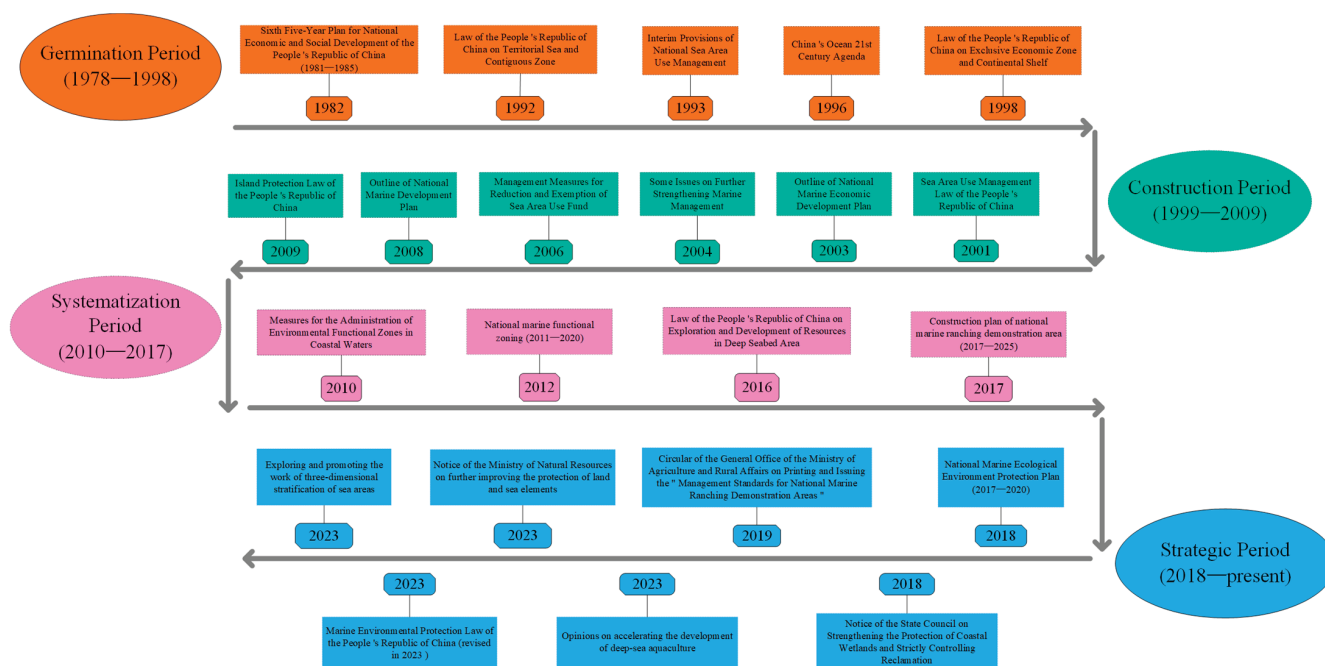 Germination Period
(1978—1998)
Sixth Five-Year Plan for National
Economic and Social Development of the
People 's Republic of China
(1981—1985)
1982
Law of the People 's Republic of
China on Territorial Sea and
Contiguous Zone
1992
Interim Provisions of
National Sea Area
Use Management
1993
China 's Ocean 21st
Century Agenda
1996
Law of the People 's Republic of
China on Exclusive Economic Zone
and Continental Shelf
1998
Construction Period
(1999—2009)
Island Protection Law of
the People 's Republic of
China
2009
Outline of National
Marine Development
Plan
2008
Management Measures for
Reduction and Exemption of
Sea Area Use Fund
2006
Some Issues on Further
Strengthening Marine
Management
2004
Outline of National
Marine Economic
Development Plan
2003
Sea Area Use Management
Law of the People 's
Republic of China
2001
Systematization
Period
(2010—2017)
Measures for the Administration of
Environmental Functional Zones in
Coastal Waters
2010
National marine functional
zoning (2011—2020)
2012
Law of the People 's Republic of China on
Exploration and Development of Resources
in Deep Seabed Area
2016
Construction plan of national
marine ranching demonstration area
(2017—2025)
2017
Exploring and promoting the
work of three-dimensional
stratification of sea areas
2023
Notice of the Ministry of Natural Resources
on further improving the protection of land
and sea elements
2023
Circular of the General Office of the Ministry of
Agriculture and Rural Affairs on Printing and Issuing
the " Management Standards for National Marine
Ranching Demonstration Areas "
2019
National Marine Ecological
Environment Protection Plan
(2017—2020)
2018
Strategic Period
(2018—present)
2023
Marine Environmental Protection Law of
the People 's Republic of China (revised
in 2023 )
2023
Opinions on accelerating the development
of deep-sea aquaculture
2018
Notice of the State Council on
Strengthening the Protection of Coastal
Wetlands and Strictly Controlling
Reclamation